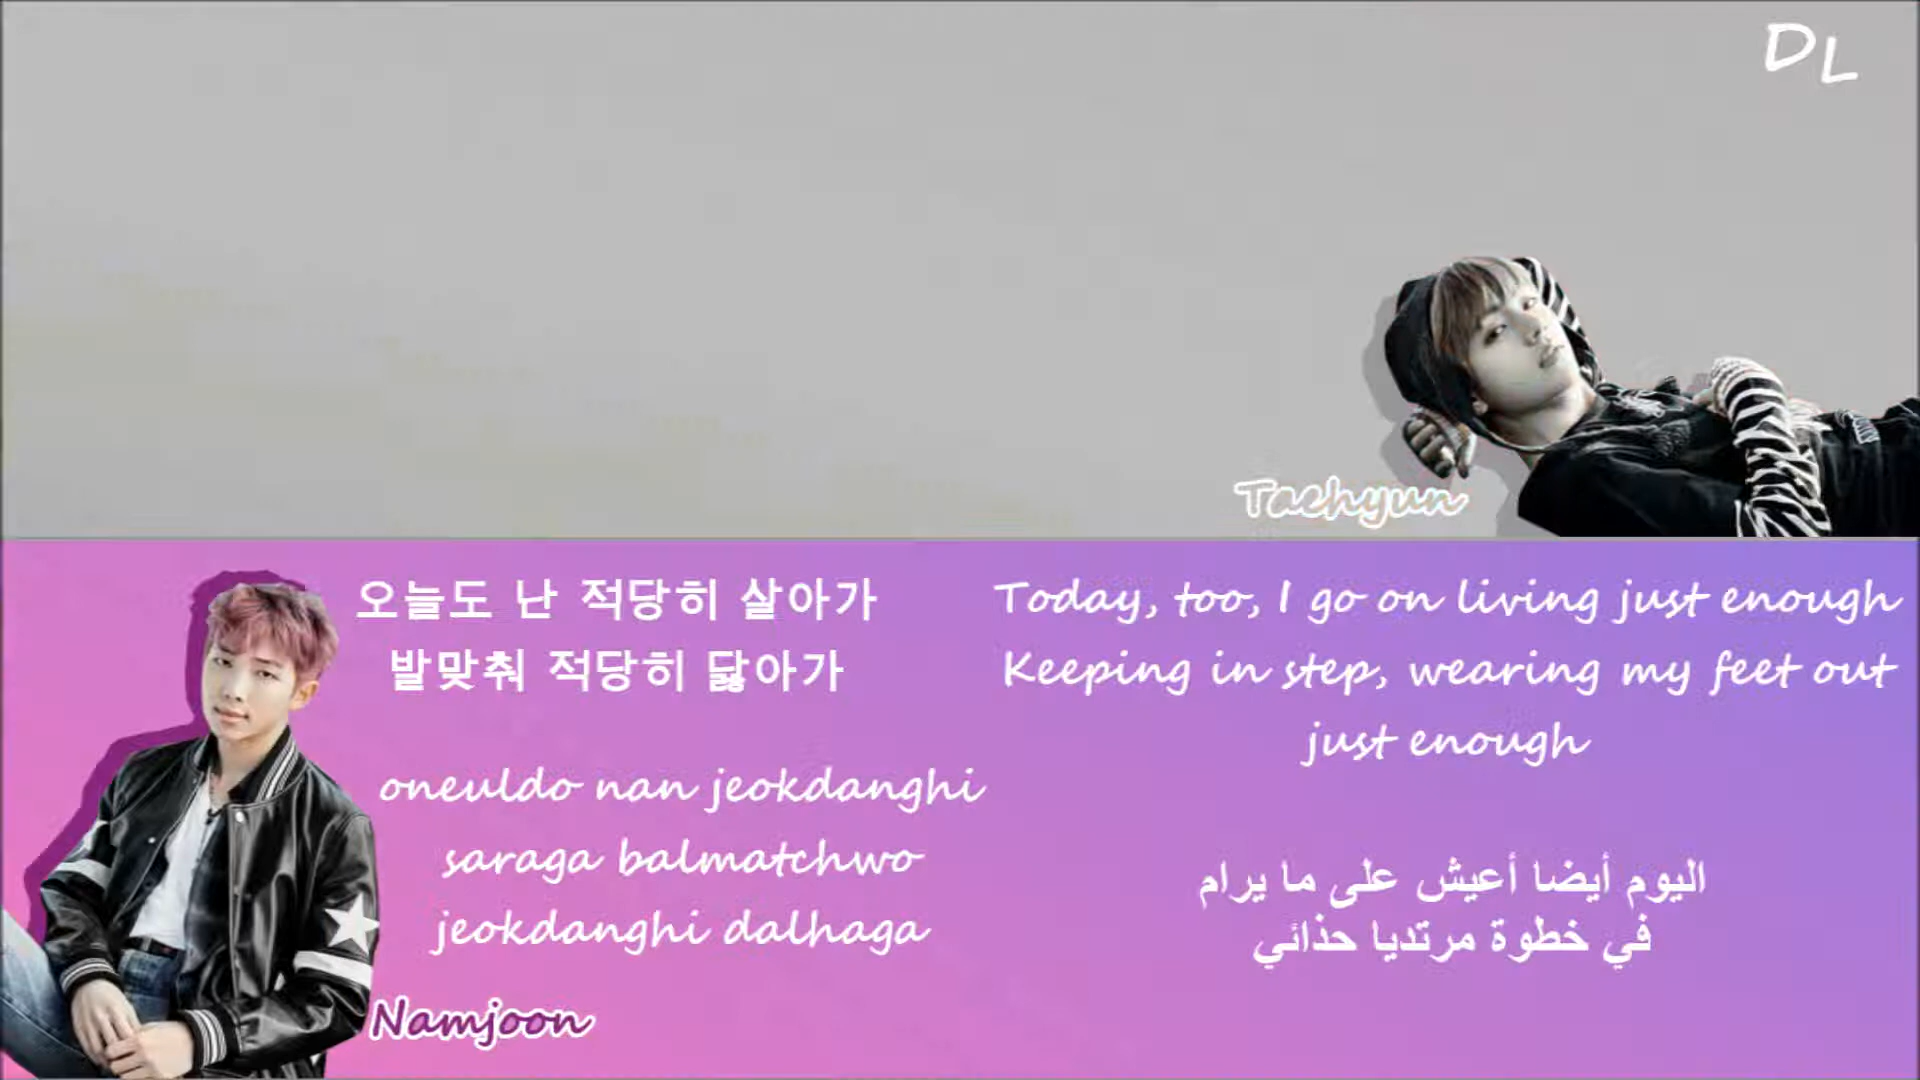 DL
Taehyun
오늘도 난 적당히 살아가
발맞춰 적당히 닳아가
oneuldo nan jeokdanghi
saraga balmatchwo
jeokdanghi dalhaga
Namjoon
Today, too, I go on living just enough
Keeping in step, wearing my feet out
just enough
اليوم أيضا أعيش على ما يرام
في خطوة مرتديا حذائي